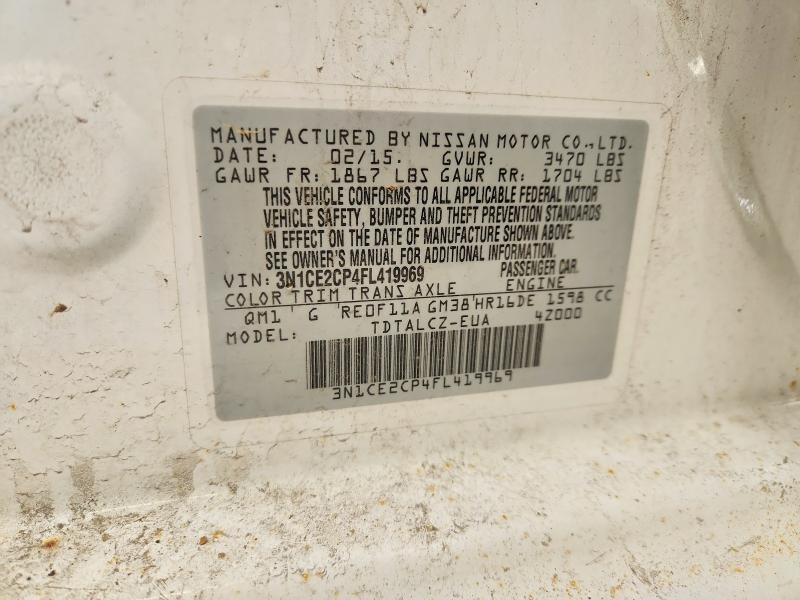 MANUFACTURED BY NISSAN MOTOR CO.,LTD.
DATE: 02/15. GVWR: 3470 LBS
GAWR FR: 1867 LBS GAWR RR: 1704 LBS
THIS VEHICLE CONFORMS TO ALL APPLICABLE FEDERAL MOTOR
VEHICLE SAFETY, BUMPER AND THEFT PREVENTION STANDARDS
IN EFFECT ON THE DATE OF MANUFACTURE SHOWN ABOVE.
SEE OWNER'S MANUAL FOR ADDITIONAL INFORMATION.
VIN: 3N1CE2CP4FL419969 PASSENGER CAR.
COLOR TRIM TRANS AXLE ENGINE
QM1 G RE0F11A GM38 HR16DE 1598 CC
MODEL: TDTALCZ-EUA 4Z000
3N1CE2CP4FL419969